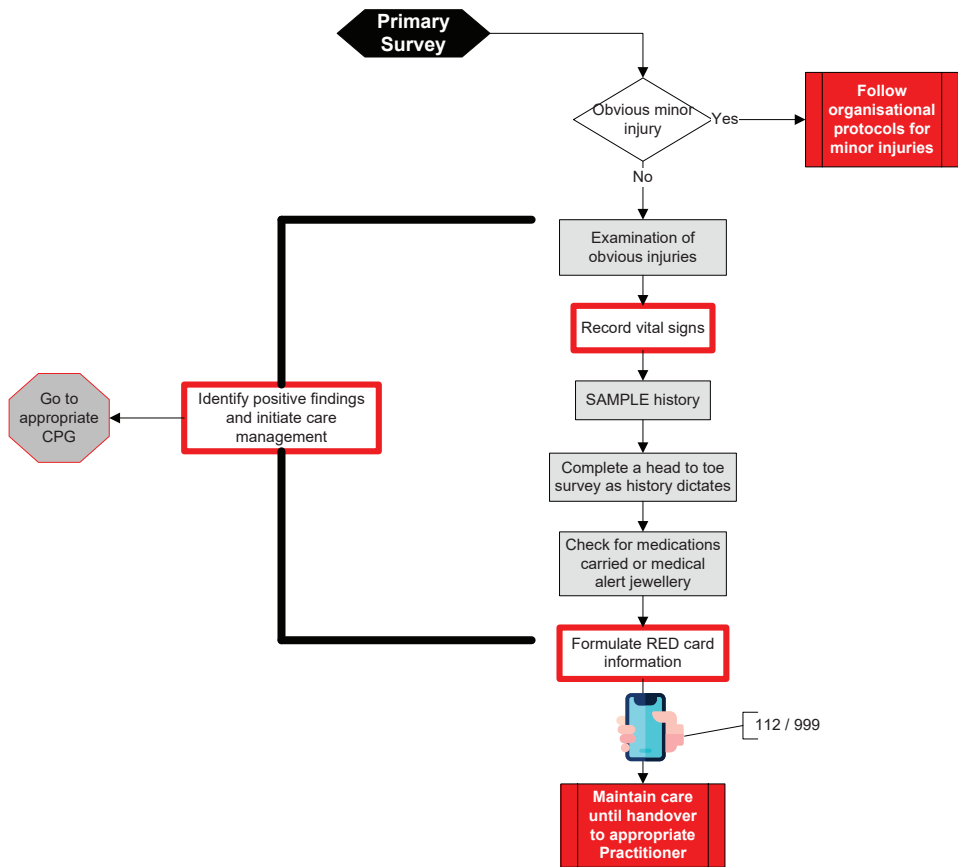 Primary
Survey
Obvious minor
injury
Yes
Follow
organisational
protocols for
minor injuries
No
Examination of
obvious injuries
Record vital signs
SAMPLE history
Go to
appropriate
CPG
Identify positive findings
and initiate care
management
Complete a head to toe
survey as history dictates
Check for medications
carried or medical
alert jewellery
Formulate RED card
information
112 / 999
Maintain care
until handover
to appropriate
Practitioner